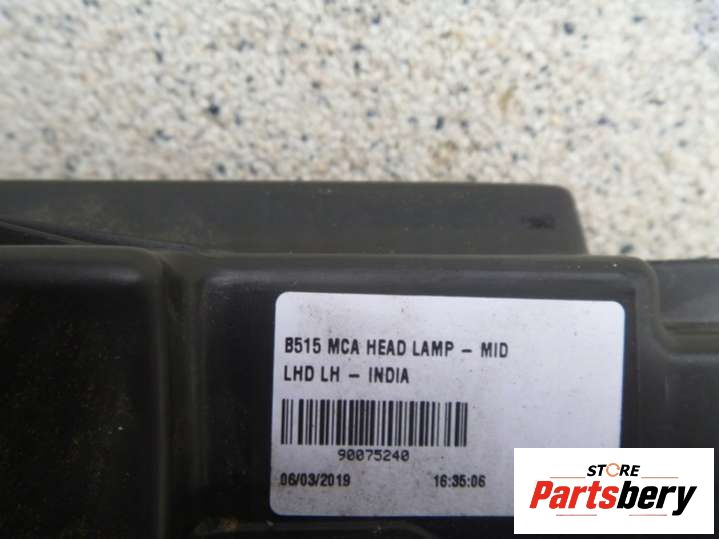 B515 MCA HEAD LAMP - MID
LHD LH - INDIA
90075240
06/03/2019 16:35:06
STORE
Partsbery